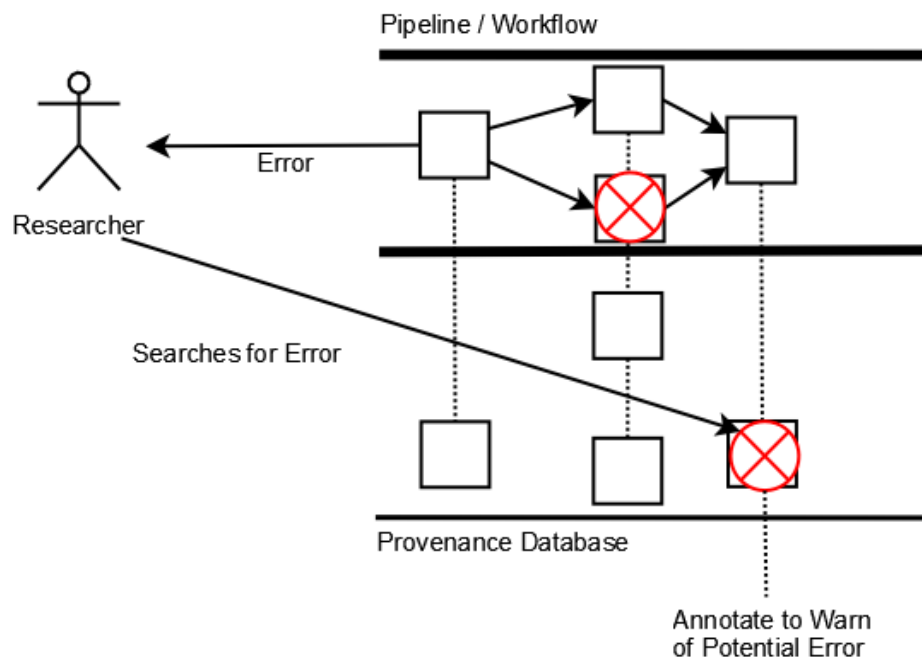 Pipeline / Workflow
Error
Researcher
Searches for Error
Provenance Database
Annotate to Warn
of Potential Error